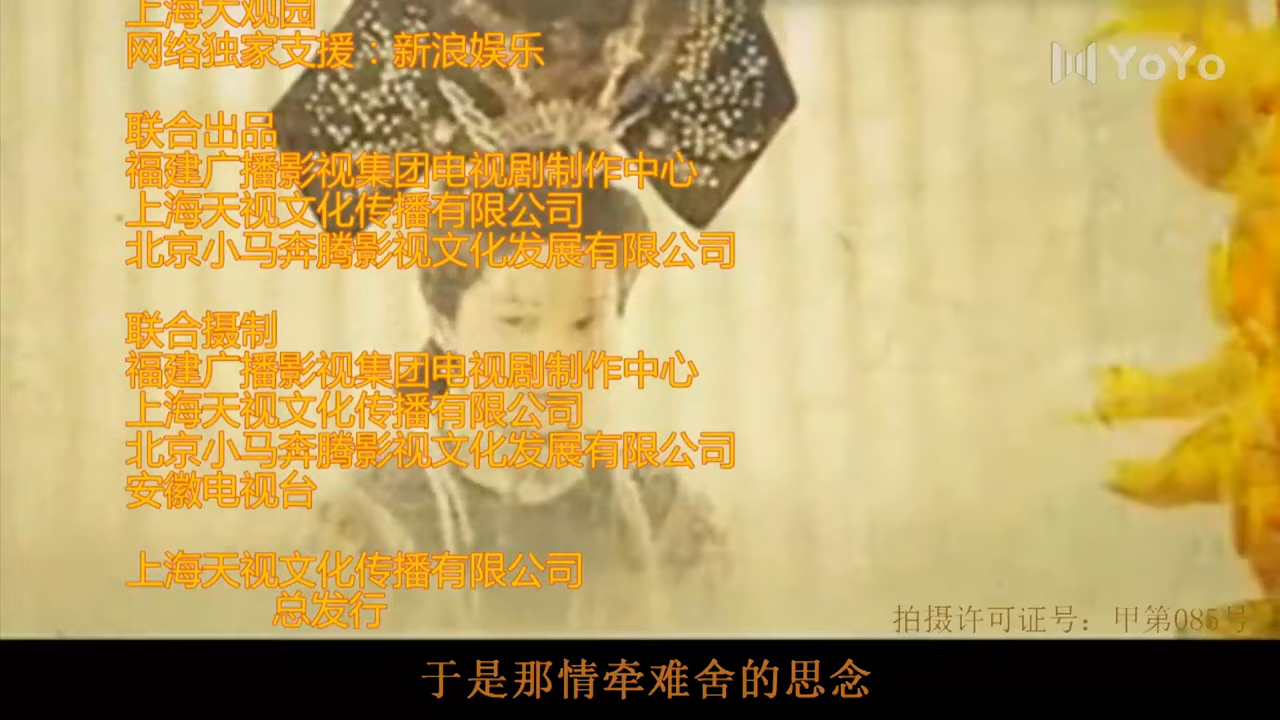 上海大观园
网络独家支援：新浪娱乐
YoYo
联合出品
福建广播影视集团电视剧制作中心
上海天视文化传播有限公司
北京小马奔腾影视文化发展有限公司
联合摄制
福建广播影视集团电视剧制作中心
上海天视文化传播有限公司
北京小马奔腾影视文化发展有限公司
安徽电视台
上海天视文化传播有限公司
总发行
拍摄许可证号：甲第085号
于是那情牵难舍的思念